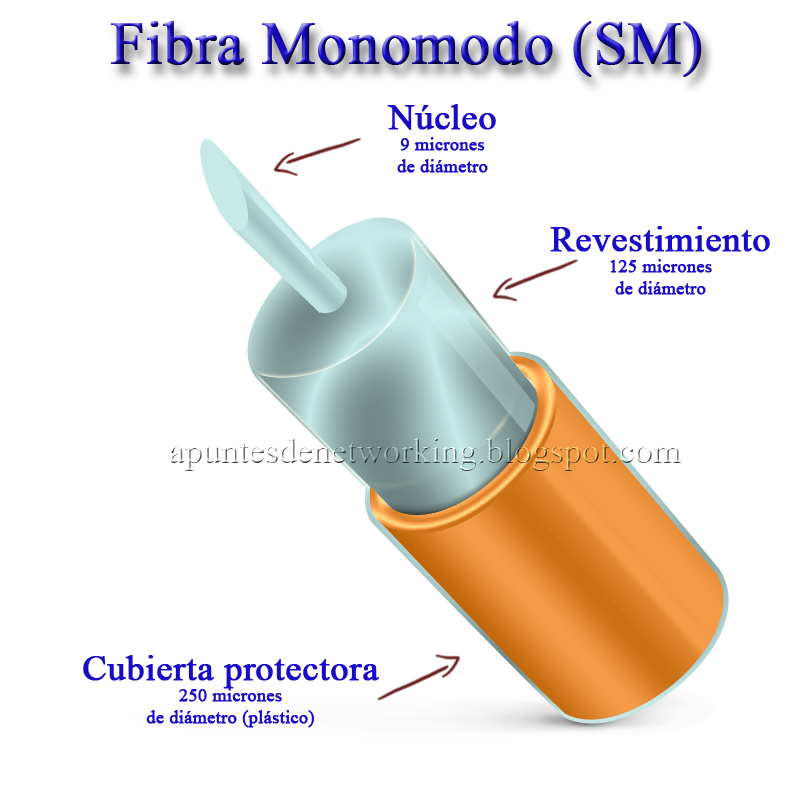 Fibra Monomodo (SM)
Núcleo
9 micrones
de diámetro
Revestimiento
125 micrones
de diámetro
apuntesdenetworking.blogspot.com
Cubierta protectora
250 micrones
de diámetro (plástico)